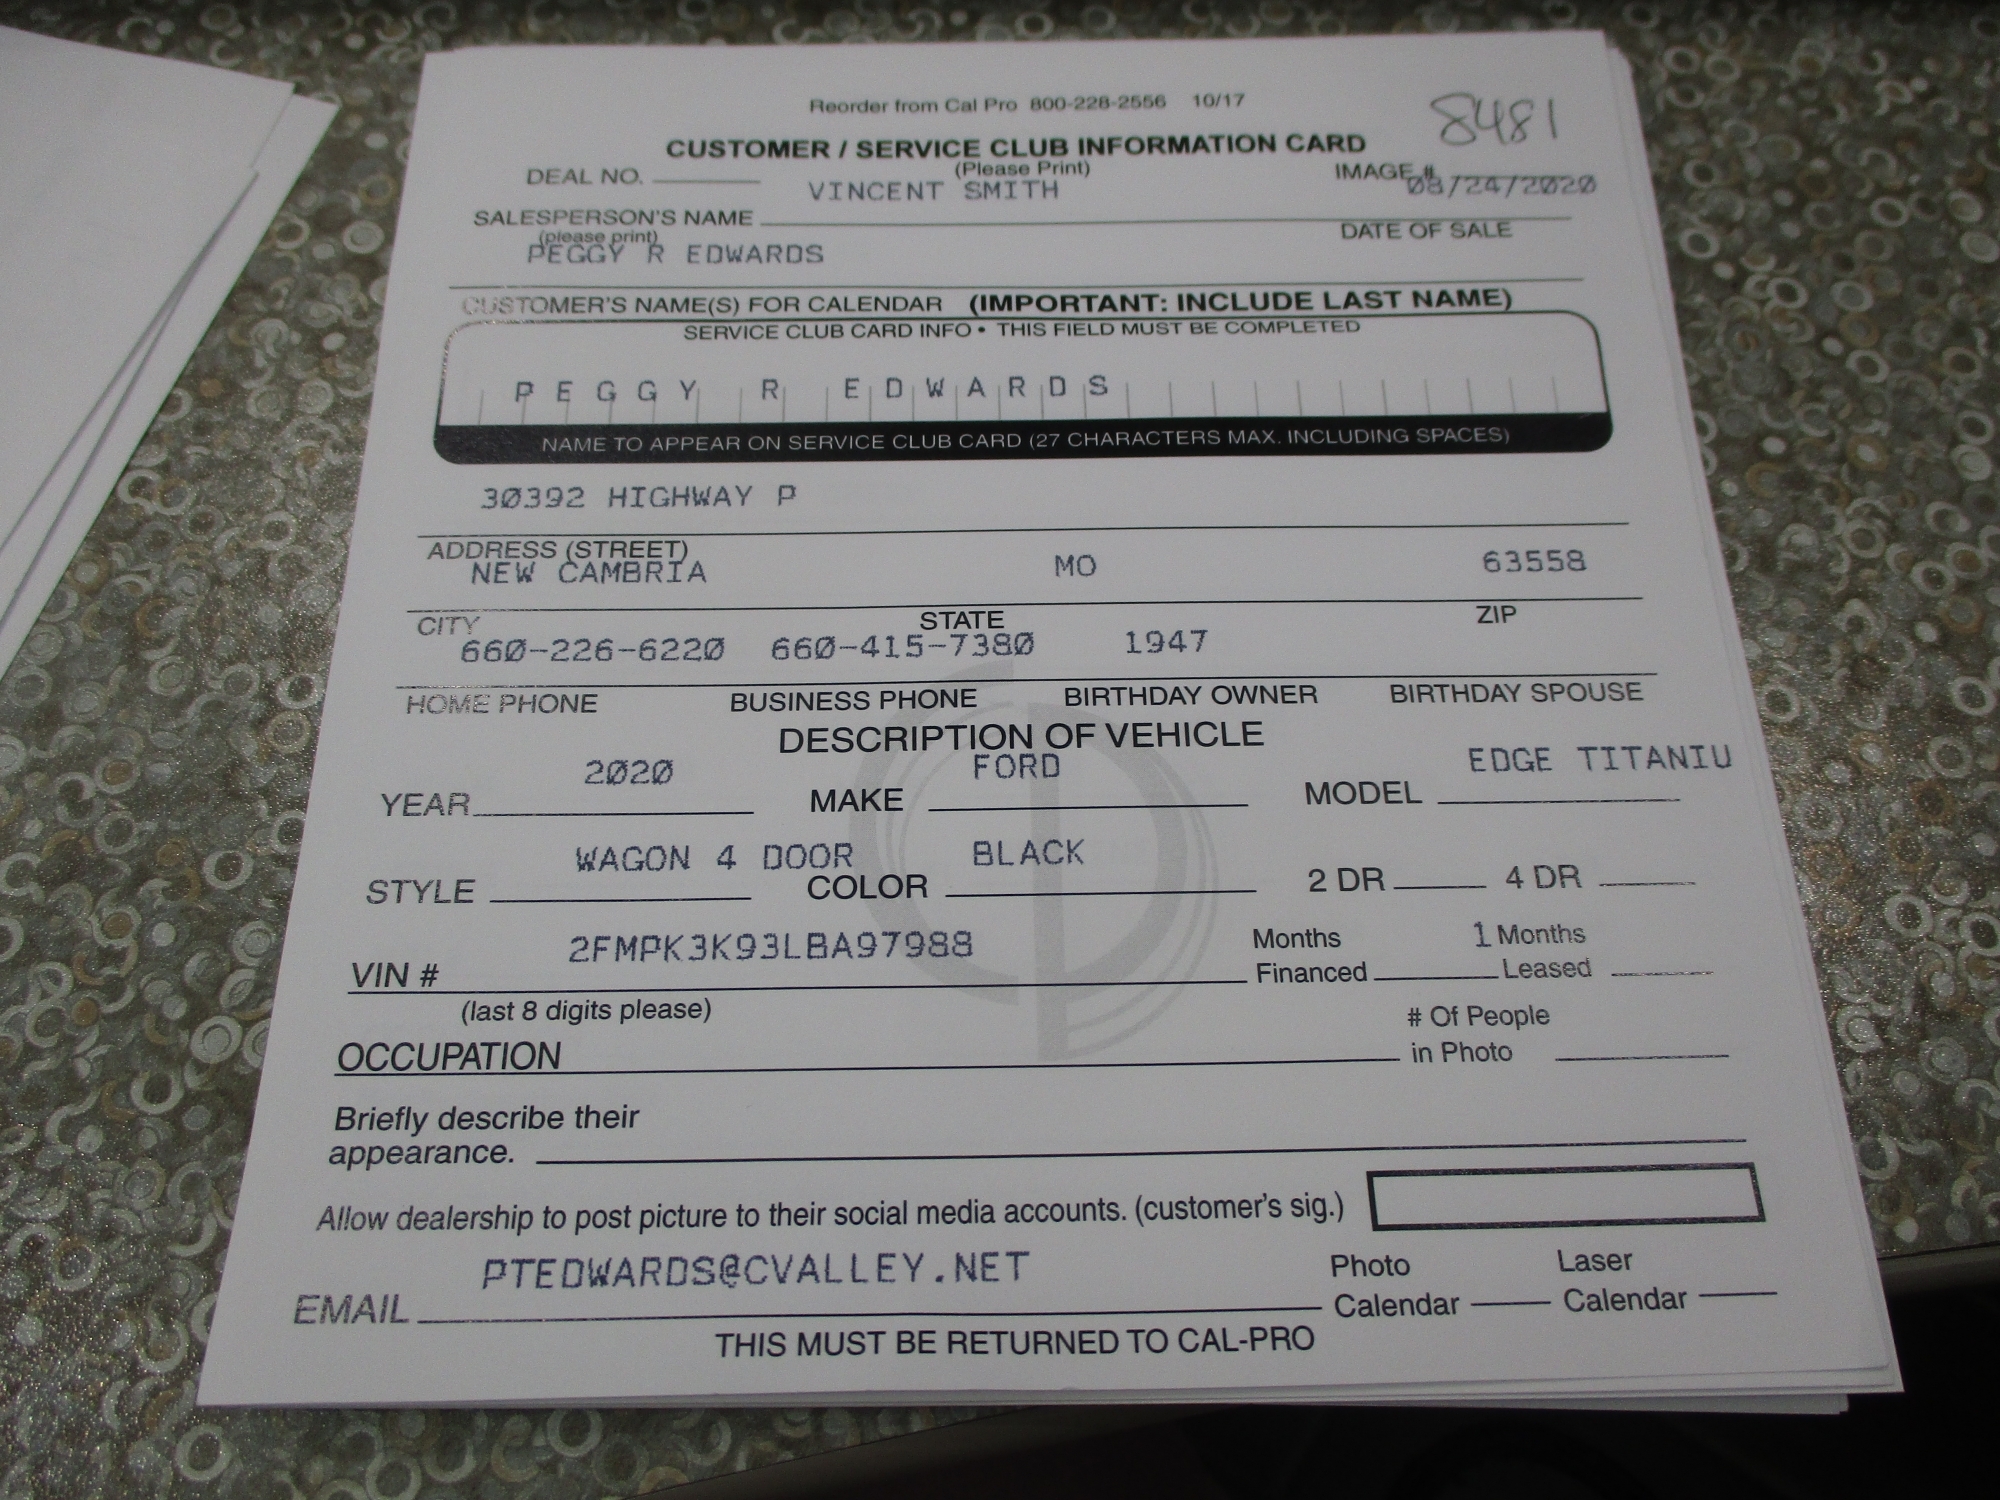 Reorder from Cal Pro 800-228-2556 10/17
8481
CUSTOMER / SERVICE CLUB INFORMATION CARD
(Please Print)
DEAL NO. IMAGE #
VINCENT SMITH 08/24/2020
SALESPERSON'S NAME
(please print) DATE OF SALE
PEGGY R EDWARDS
CUSTOMER'S NAME(S) FOR CALENDAR (IMPORTANT: INCLUDE LAST NAME)
SERVICE CLUB CARD INFO • THIS FIELD MUST BE COMPLETED
PEGGY R EDWARDS
NAME TO APPEAR ON SERVICE CLUB CARD (27 CHARACTERS MAX. INCLUDING SPACES)
30392 HIGHWAY P
ADDRESS (STREET)
NEW CAMBRIA MO 63558
CITY STATE ZIP
660-226-6220 660-415-7380 1947
HOME PHONE BUSINESS PHONE BIRTHDAY OWNER BIRTHDAY SPOUSE
DESCRIPTION OF VEHICLE
2020 FORD EDGE TITANIU
YEAR MAKE MODEL
WAGON 4 DOOR BLACK
STYLE COLOR 2 DR 4 DR
2FMPK3K93LBA97988 Months 1 Months
VIN # Financed Leased
(last 8 digits please) # Of People
OCCUPATION in Photo
Briefly describe their
appearance.
Allow dealership to post picture to their social media accounts. (customer's sig.)
PTEDWARDS@CVALLEY.NET Photo Laser
EMAIL Calendar Calendar
THIS MUST BE RETURNED TO CAL-PRO